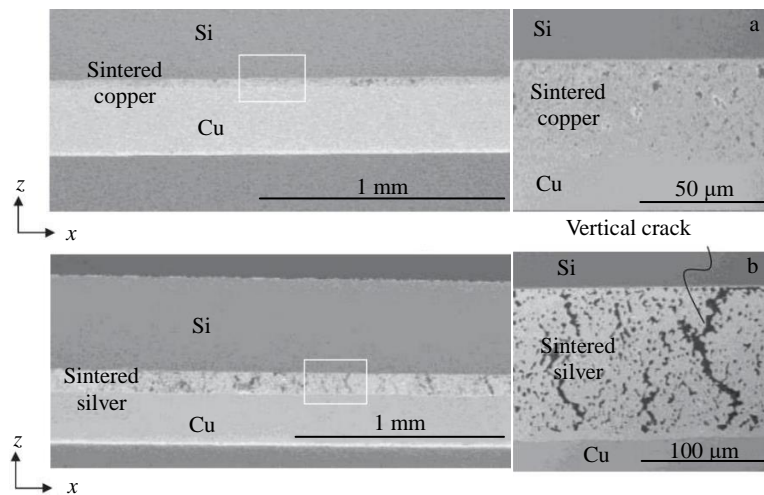 Si
Sintered
copper
Cu
1 mm
z
x
a
Si
Sintered
copper
Cu
50 μm
Vertical crack
Si
Sintered
silver
Cu
1 mm
z
x
b
Si
Sintered
silver
Cu
100 μm